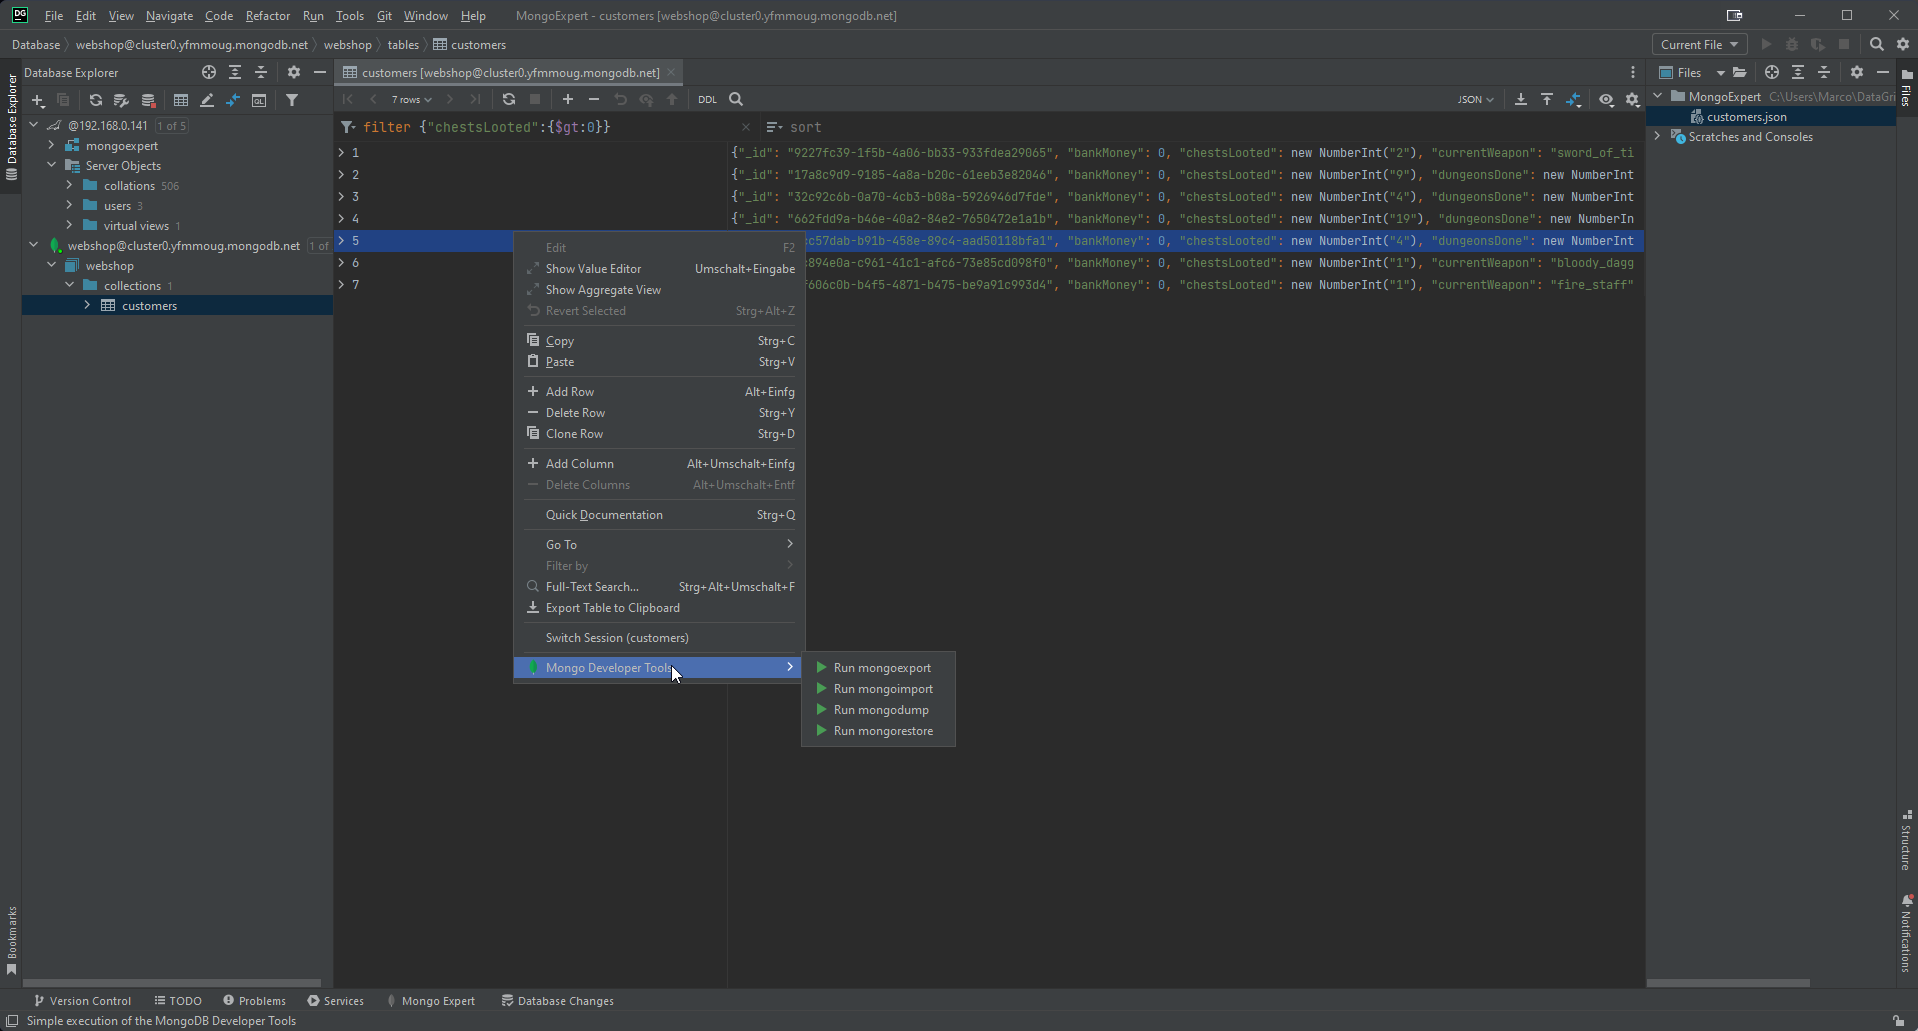 DG File Edit View Navigate Code Refactor Run Tools Git Window Help MongoExpert - customers [webshop@cluster0.yfmmoug.mongodb.net]
Database webshop@cluster0.yfmmoug.mongodb.net webshop tables customers Current File
Database Explorer
Database Explorer
@192.168.0.141 1 of 5
mongoexpert
Server Objects
collations 506
users 3
virtual views 1
webshop@cluster0.yfmmoug.mongodb.net 1 of
webshop
collections 1
customers
Bookmarks
customers [webshop@cluster0.yfmmoug.mongodb.net]
7 rows DDL JSON
filter {"chestsLooted":{$gt:0}} sort
1 {"_id": "9227fc39-1f5b-4a06-bb33-933fdea29065", "bankMoney": 0, "chestsLooted": new NumberInt("2"), "currentWeapon": "sword_of_ti
2 {"_id": "17a8c9d9-9185-4a8a-b20c-61eeb3e82046", "bankMoney": 0, "chestsLooted": new NumberInt("9"), "dungeonsDone": new NumberInt
3 {"_id": "32c92c6b-0a70-4cb3-b08a-5926946d7fde", "bankMoney": 0, "chestsLooted": new NumberInt("4"), "dungeonsDone": new NumberInt
4 {"_id": "662fdd9a-b46e-40a2-84e2-7650472e1a1b", "bankMoney": 0, "chestsLooted": new NumberInt("19"), "dungeonsDone": new NumberIn
5 c57dab-b91b-458e-89c4-aad50118bfa1", "bankMoney": 0, "chestsLooted": new NumberInt("4"), "dungeonsDone": new NumberInt
6 894e0a-c961-41c1-afc6-73e85cd098f0", "bankMoney": 0, "chestsLooted": new NumberInt("1"), "currentWeapon": "bloody_dagg
7 f606c0b-b4f5-4871-b475-be9a91c993d4", "bankMoney": 0, "chestsLooted": new NumberInt("1"), "currentWeapon": "fire_staff"
Edit F2
Show Value Editor Umschalt+Eingabe
Show Aggregate View
Revert Selected Strg+Alt+Z
Copy Strg+C
Paste Strg+V
Add Row Alt+Einfg
Delete Row Strg+Y
Clone Row Strg+D
Add Column Alt+Umschalt+Einfg
Delete Columns Alt+Umschalt+Entf
Quick Documentation Strg+Q
Go To
Filter by
Full-Text Search... Strg+Alt+Umschalt+F
Export Table to Clipboard
Switch Session (customers)
Mongo Developer Tools
Run mongoexport
Run mongoimport
Run mongodump
Run mongorestore
Files
MongoExpert C:\Users\Marco\DataGri
customers.json
Scratches and Consoles
Files
Structure
Notifications
Version Control TODO Problems Services Mongo Expert Database Changes
Simple execution of the MongoDB Developer Tools